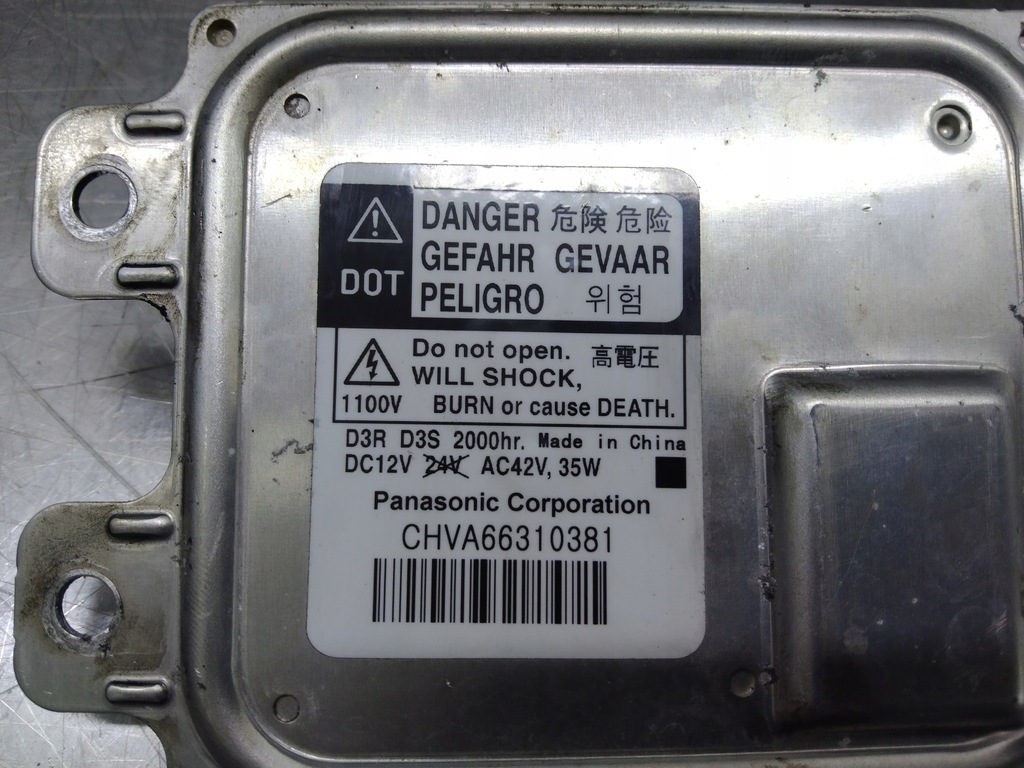 DANGER 危険 危险
GEFAHR GEVAAR
DOT
PELIGRO 위험
Do not open. 高電圧
WILL SHOCK,
1100V BURN or cause DEATH.
D3R D3S 2000hr. Made in China
DC12V 24V AC42V, 35W
Panasonic Corporation
CHVA66310381